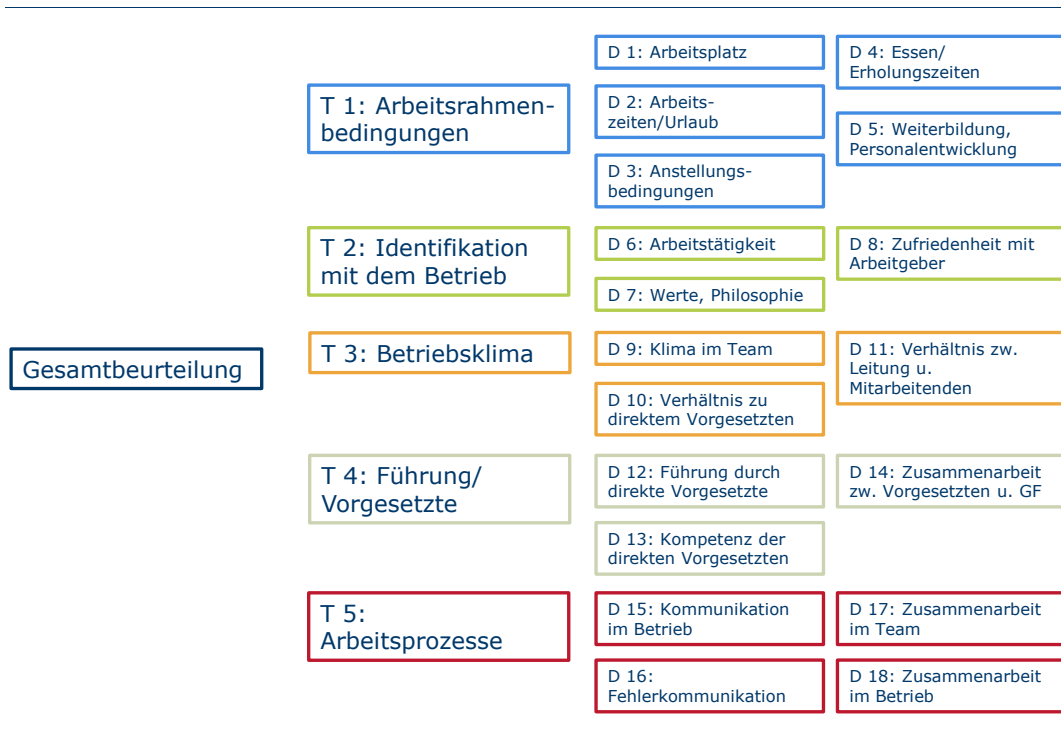 Gesamtbeurteilung
T 1: Arbeitsrahmen-
bedingungen
D 1: Arbeitsplatz
D 2: Arbeits-
zeiten/Urlaub
D 3: Anstellungs-
bedingungen
D 4: Essen/
Erholungszeiten
D 5: Weiterbildung,
Personalentwicklung
T 2: Identifikation
mit dem Betrieb
D 6: Arbeitstätigkeit
D 7: Werte, Philosophie
D 8: Zufriedenheit mit
Arbeitgeber
T 3: Betriebsklima
D 9: Klima im Team
D 10: Verhältnis zu
direktem Vorgesetzten
D 11: Verhältnis zw.
Leitung u.
Mitarbeitenden
T 4: Führung/
Vorgesetzte
D 12: Führung durch
direkte Vorgesetzte
D 13: Kompetenz der
direkten Vorgesetzten
D 14: Zusammenarbeit
zw. Vorgesetzten u. GF
T 5:
Arbeitsprozesse
D 15: Kommunikation
im Betrieb
D 16:
Fehlerkommunikation
D 17: Zusammenarbeit
im Team
D 18: Zusammenarbeit
im Betrieb